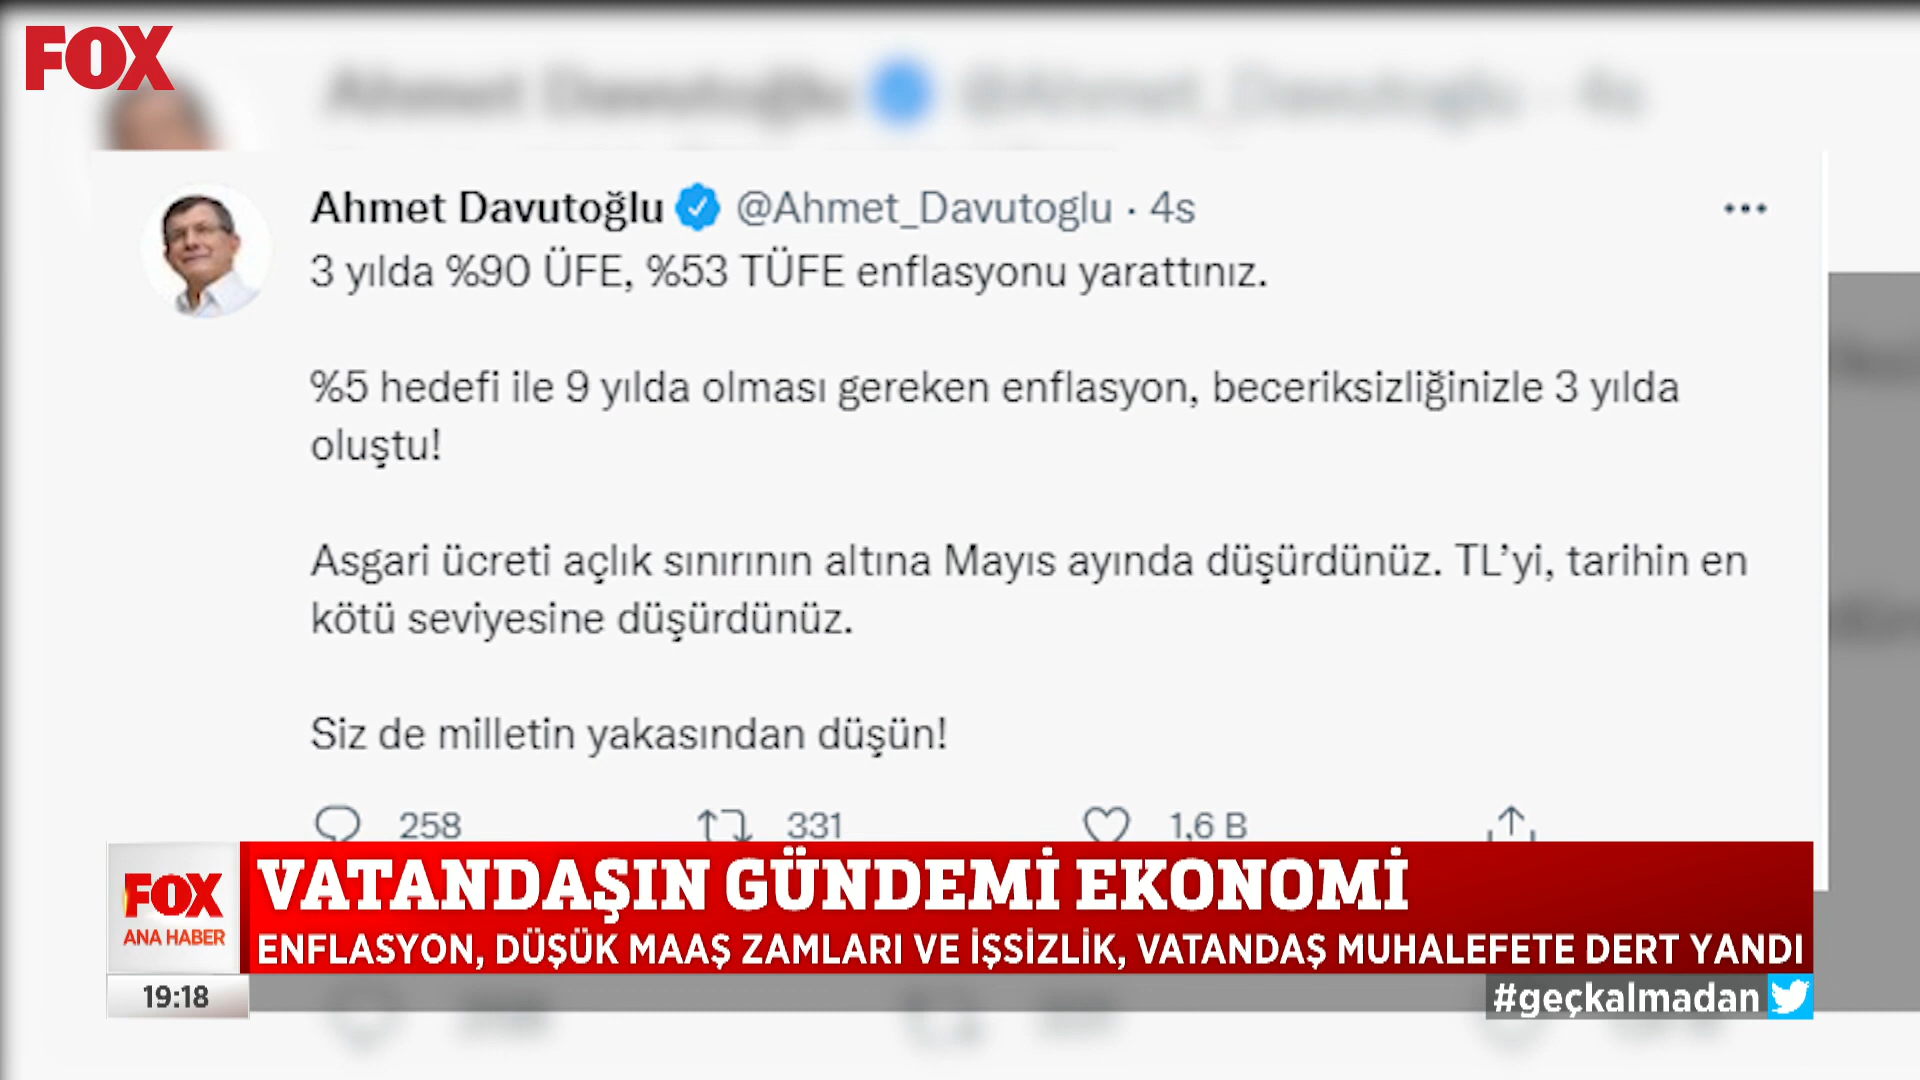 FOX
Ahmet Davutoğlu @Ahmet_Davutoglu · 4s
3 yılda %90 ÜFE, %53 TÜFE enflasyonu yarattınız.
%5 hedefi ile 9 yılda olması gereken enflasyon, beceriksizliğinizle 3 yılda
oluştu!
Asgari ücreti açlık sınırının altına Mayıs ayında düşürdünüz. TL’yi, tarihin en
kötü seviyesine düşürdünüz.
Siz de milletin yakasından düşün!
258 331 1,6 B
FOX
ANA HABER
VATANDAŞIN GÜNDEMİ EKONOMİ
ENFLASYON, DÜŞÜK MAAŞ ZAMLARI VE İŞSİZLİK, VATANDAŞ MUHALEFETE DERT YANDI
19:18
#geçkalmadan